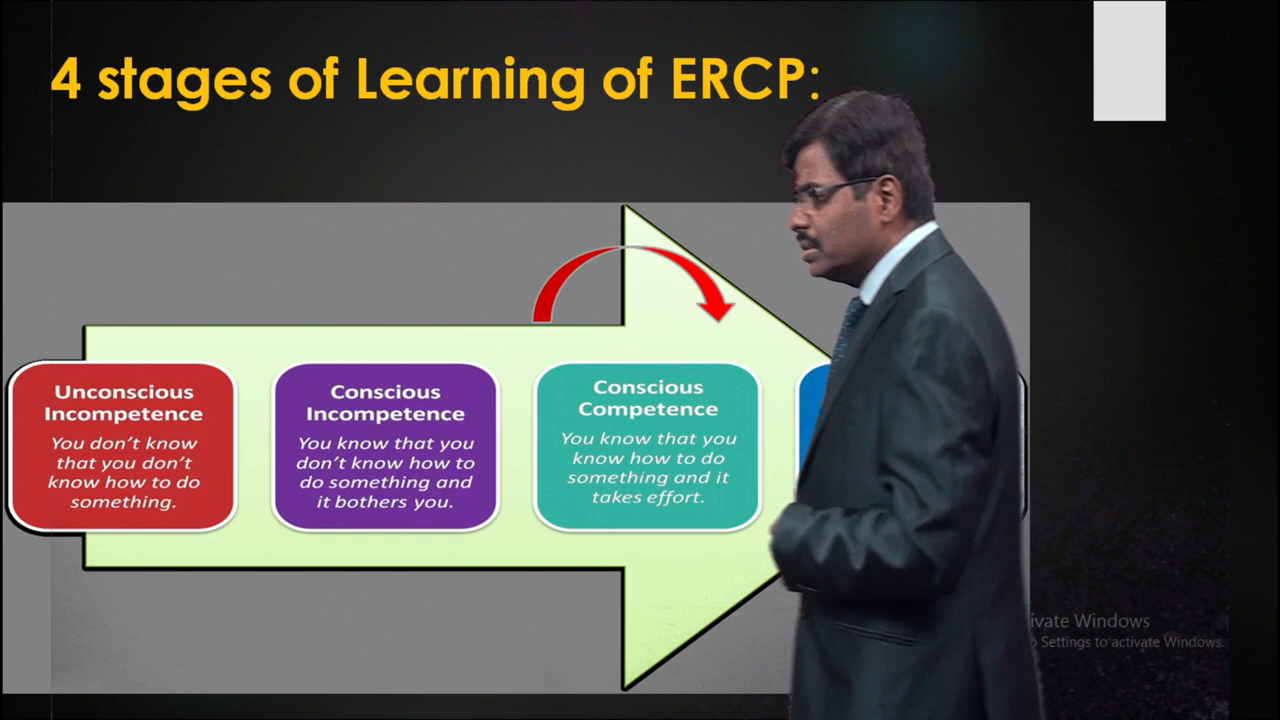 4 stages of Learning of ERCP:
Unconscious
Incompetence
You don't know
that you don't
know how to do
something.
Conscious
Incompetence
You know that you
don't know how to
do something and
it bothers you.
Conscious
Competence
You know that you
know how to do
something and it
takes effort.
Windows
Settings to activate Windows.